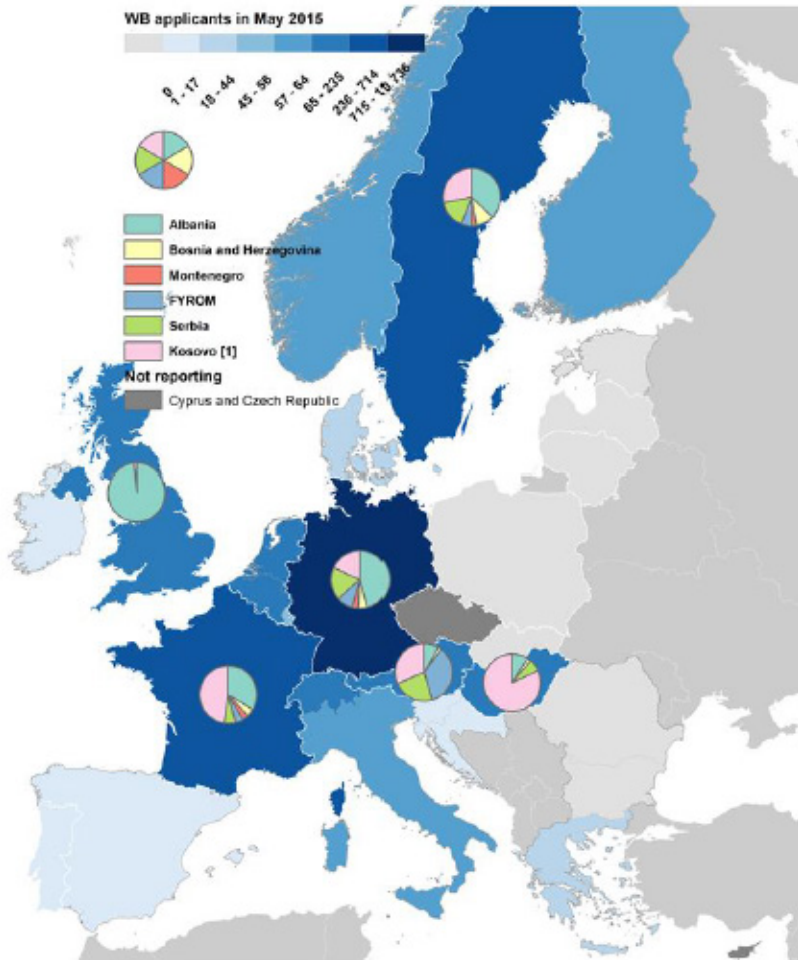 WB applicants in May 2015
0
1 - 17
18 - 44
45 - 56
57 - 64
65 - 235
236 - 714
Albania
Bosnia and Herzegovina
Montenegro
FYROM
Serbia
Kosovo [1]
Not reporting
Cyprus and Czech Republic